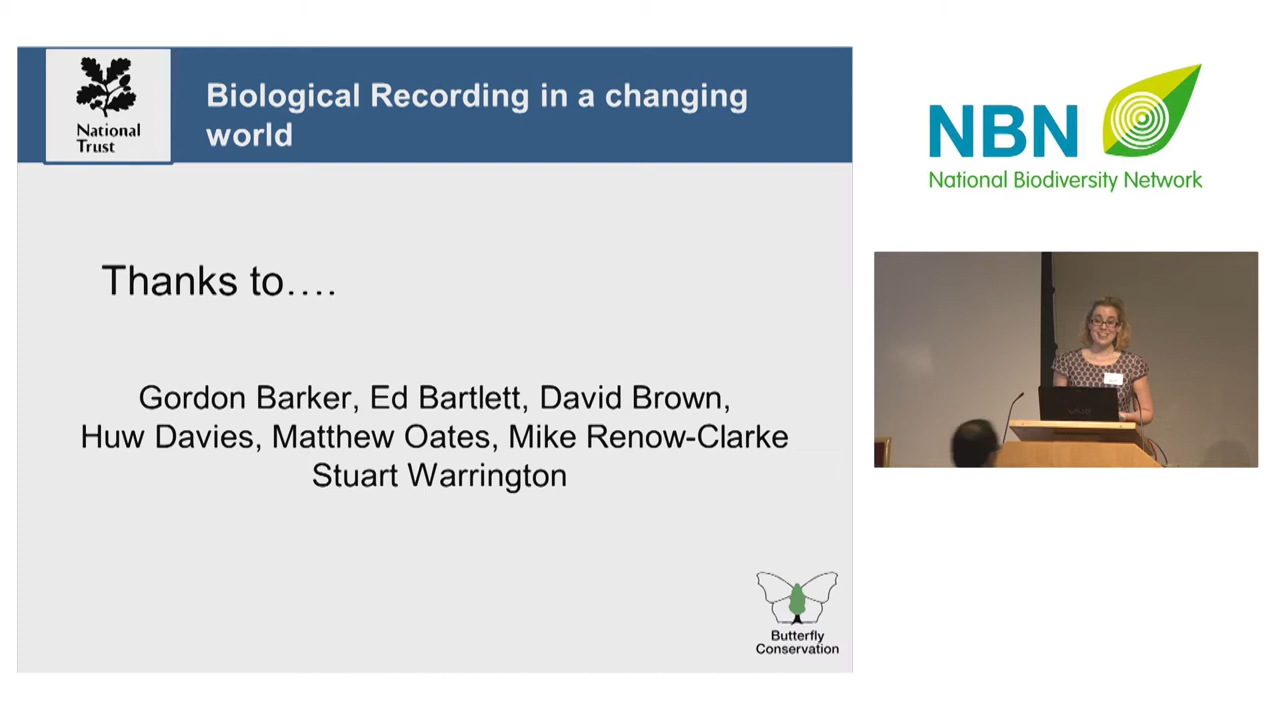 National
Trust
Biological Recording in a changing
world
Thanks to….
Gordon Barker, Ed Bartlett, David Brown,
Huw Davies, Matthew Oates, Mike Renow-Clarke
Stuart Warrington
Butterfly
Conservation
NBN
National Biodiversity Network
VAIO